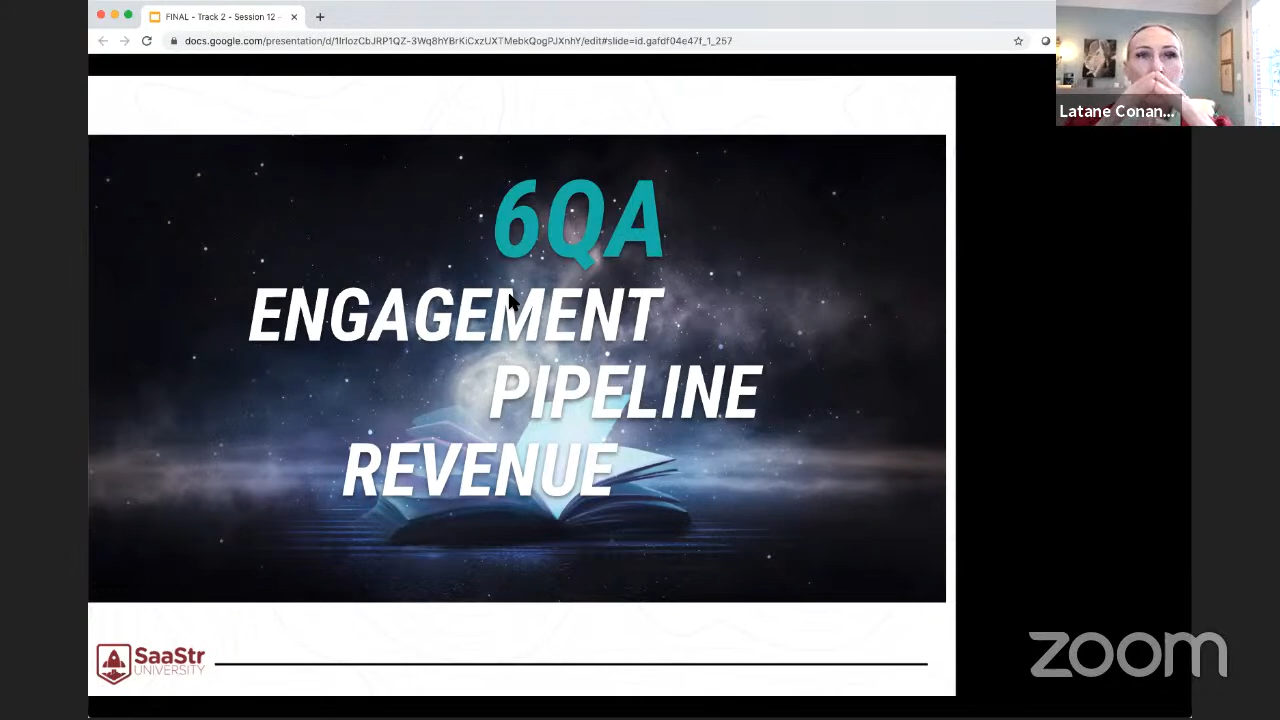 FINAL - Track 2 - Session 12 -
docs.google.com/presentation/d/1lrlozCbJRP1QZ-3Wq8hYBrKiCxzUXTMebkQogPJXnhY/edit#slide=id.gafdf04e47f_1_257
Latane Conan...
6QA
ENGAGEMENT
PIPELINE
REVENUE
SaaStr
UNIVERSITY
zoom